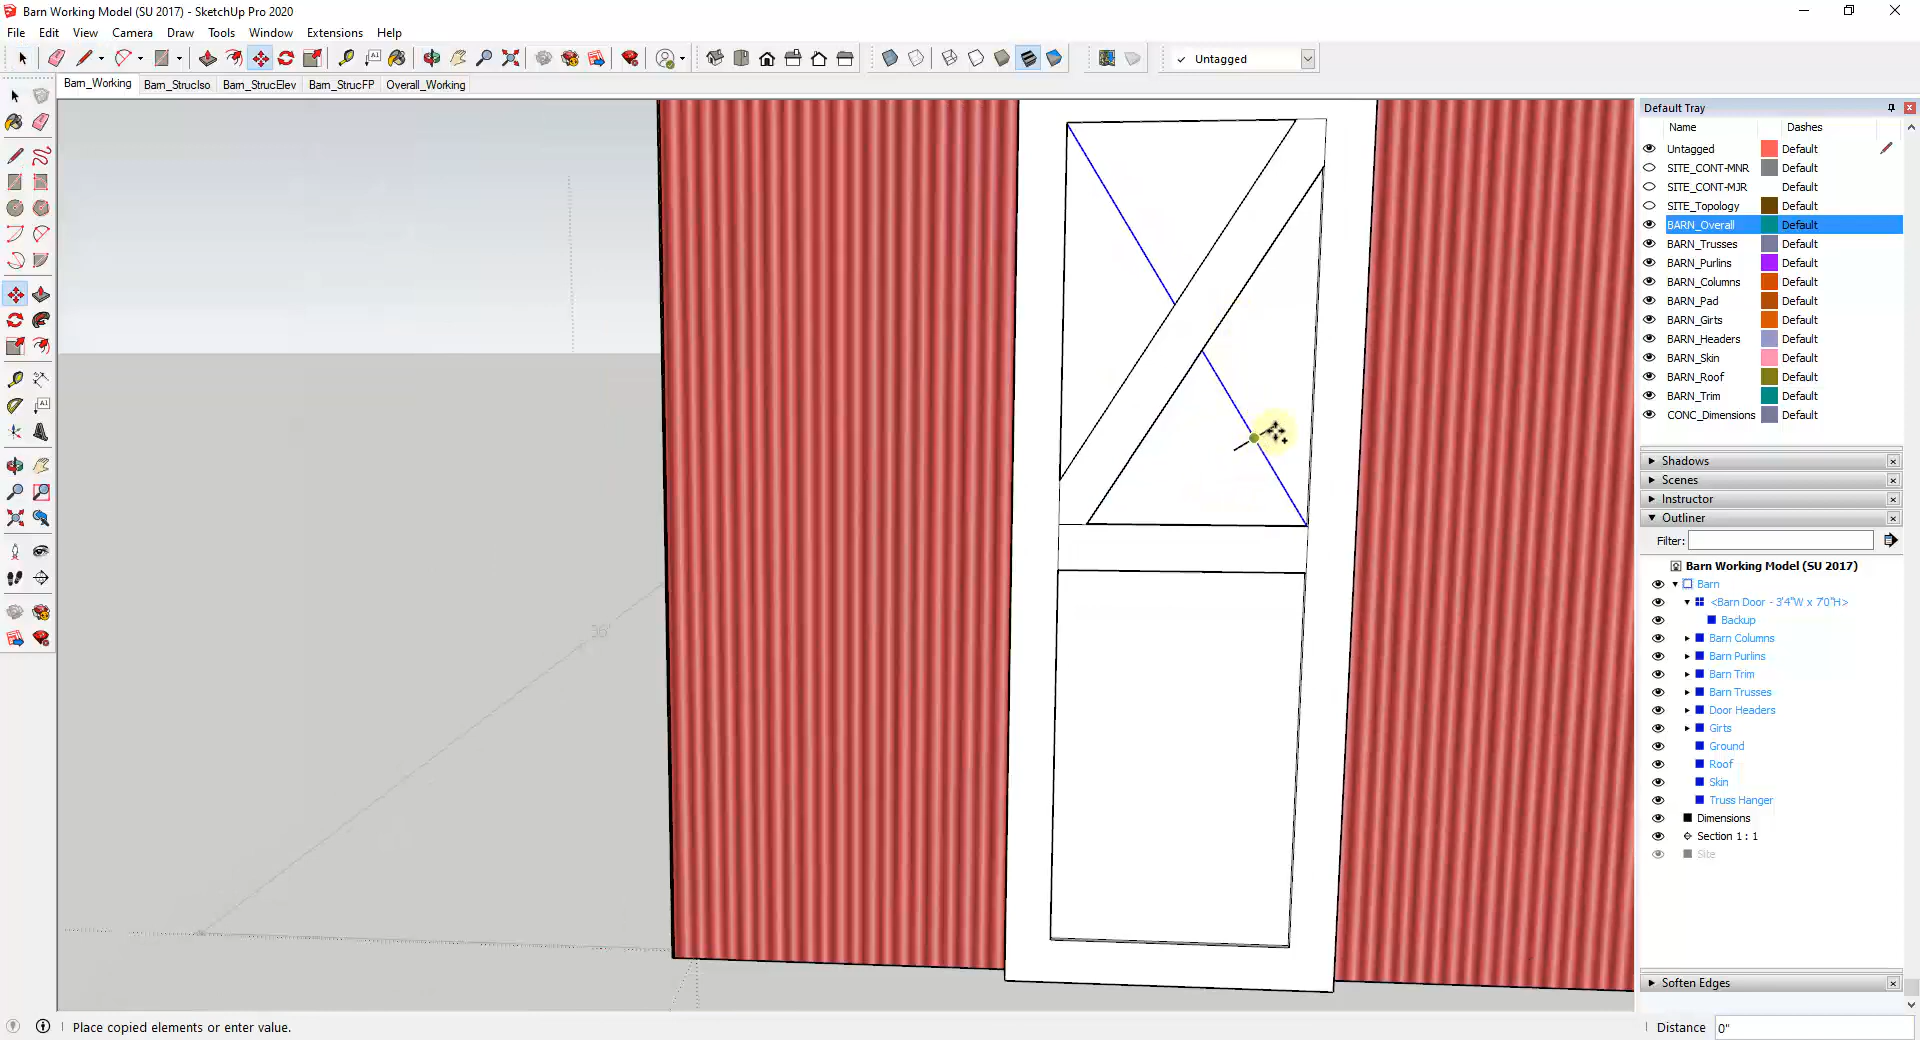 Barn Working Model (SU 2017) - SketchUp Pro 2020
File Edit View Camera Draw Tools Window Extensions Help
Untagged
Barn_Working Barn_StrucIso Barn_StrucElev Barn_StrucFP Overall_Working
Default Tray
Name Dashes
Untagged Default
SITE_CONT-MNR Default
SITE_CONT-MJR Default
SITE_Topology Default
BARN_Overall Default
BARN_Trusses Default
BARN_Purlins Default
BARN_Columns Default
BARN_Pad Default
BARN_Girts Default
BARN_Headers Default
BARN_Skin Default
BARN_Roof Default
BARN_Trim Default
CONC_Dimensions Default
Shadows
Scenes
Instructor
Outliner
Filter:
Barn Working Model (SU 2017)
Barn
<Barn Door - 3'4"W x 7'0"H>
Backup
Barn Columns
Barn Purlins
Barn Trim
Barn Trusses
Door Headers
Girts
Ground
Roof
Skin
Truss Hanger
Dimensions
Section 1 : 1
Site
Soften Edges
36'
Place copied elements or enter value.
Distance 0"